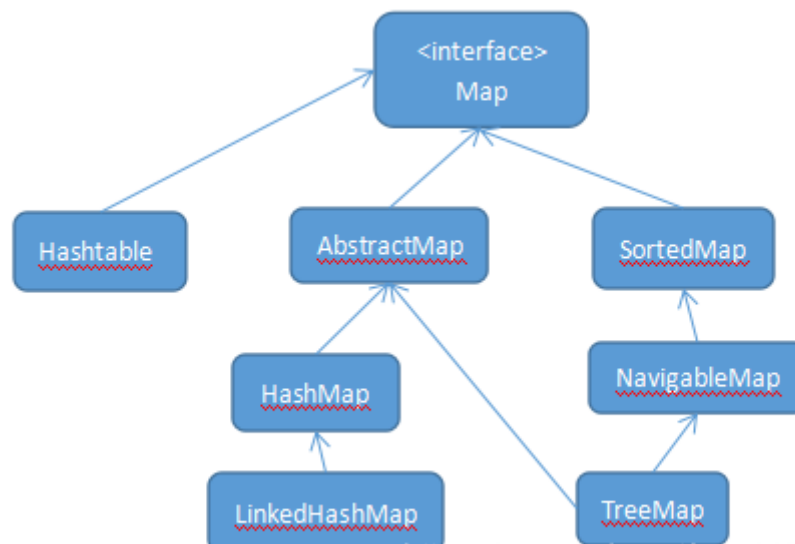 <interface>
Map
Hashtable
AbstractMap
SortedMap
HashMap
NavigableMap
LinkedHashMap
TreeMap